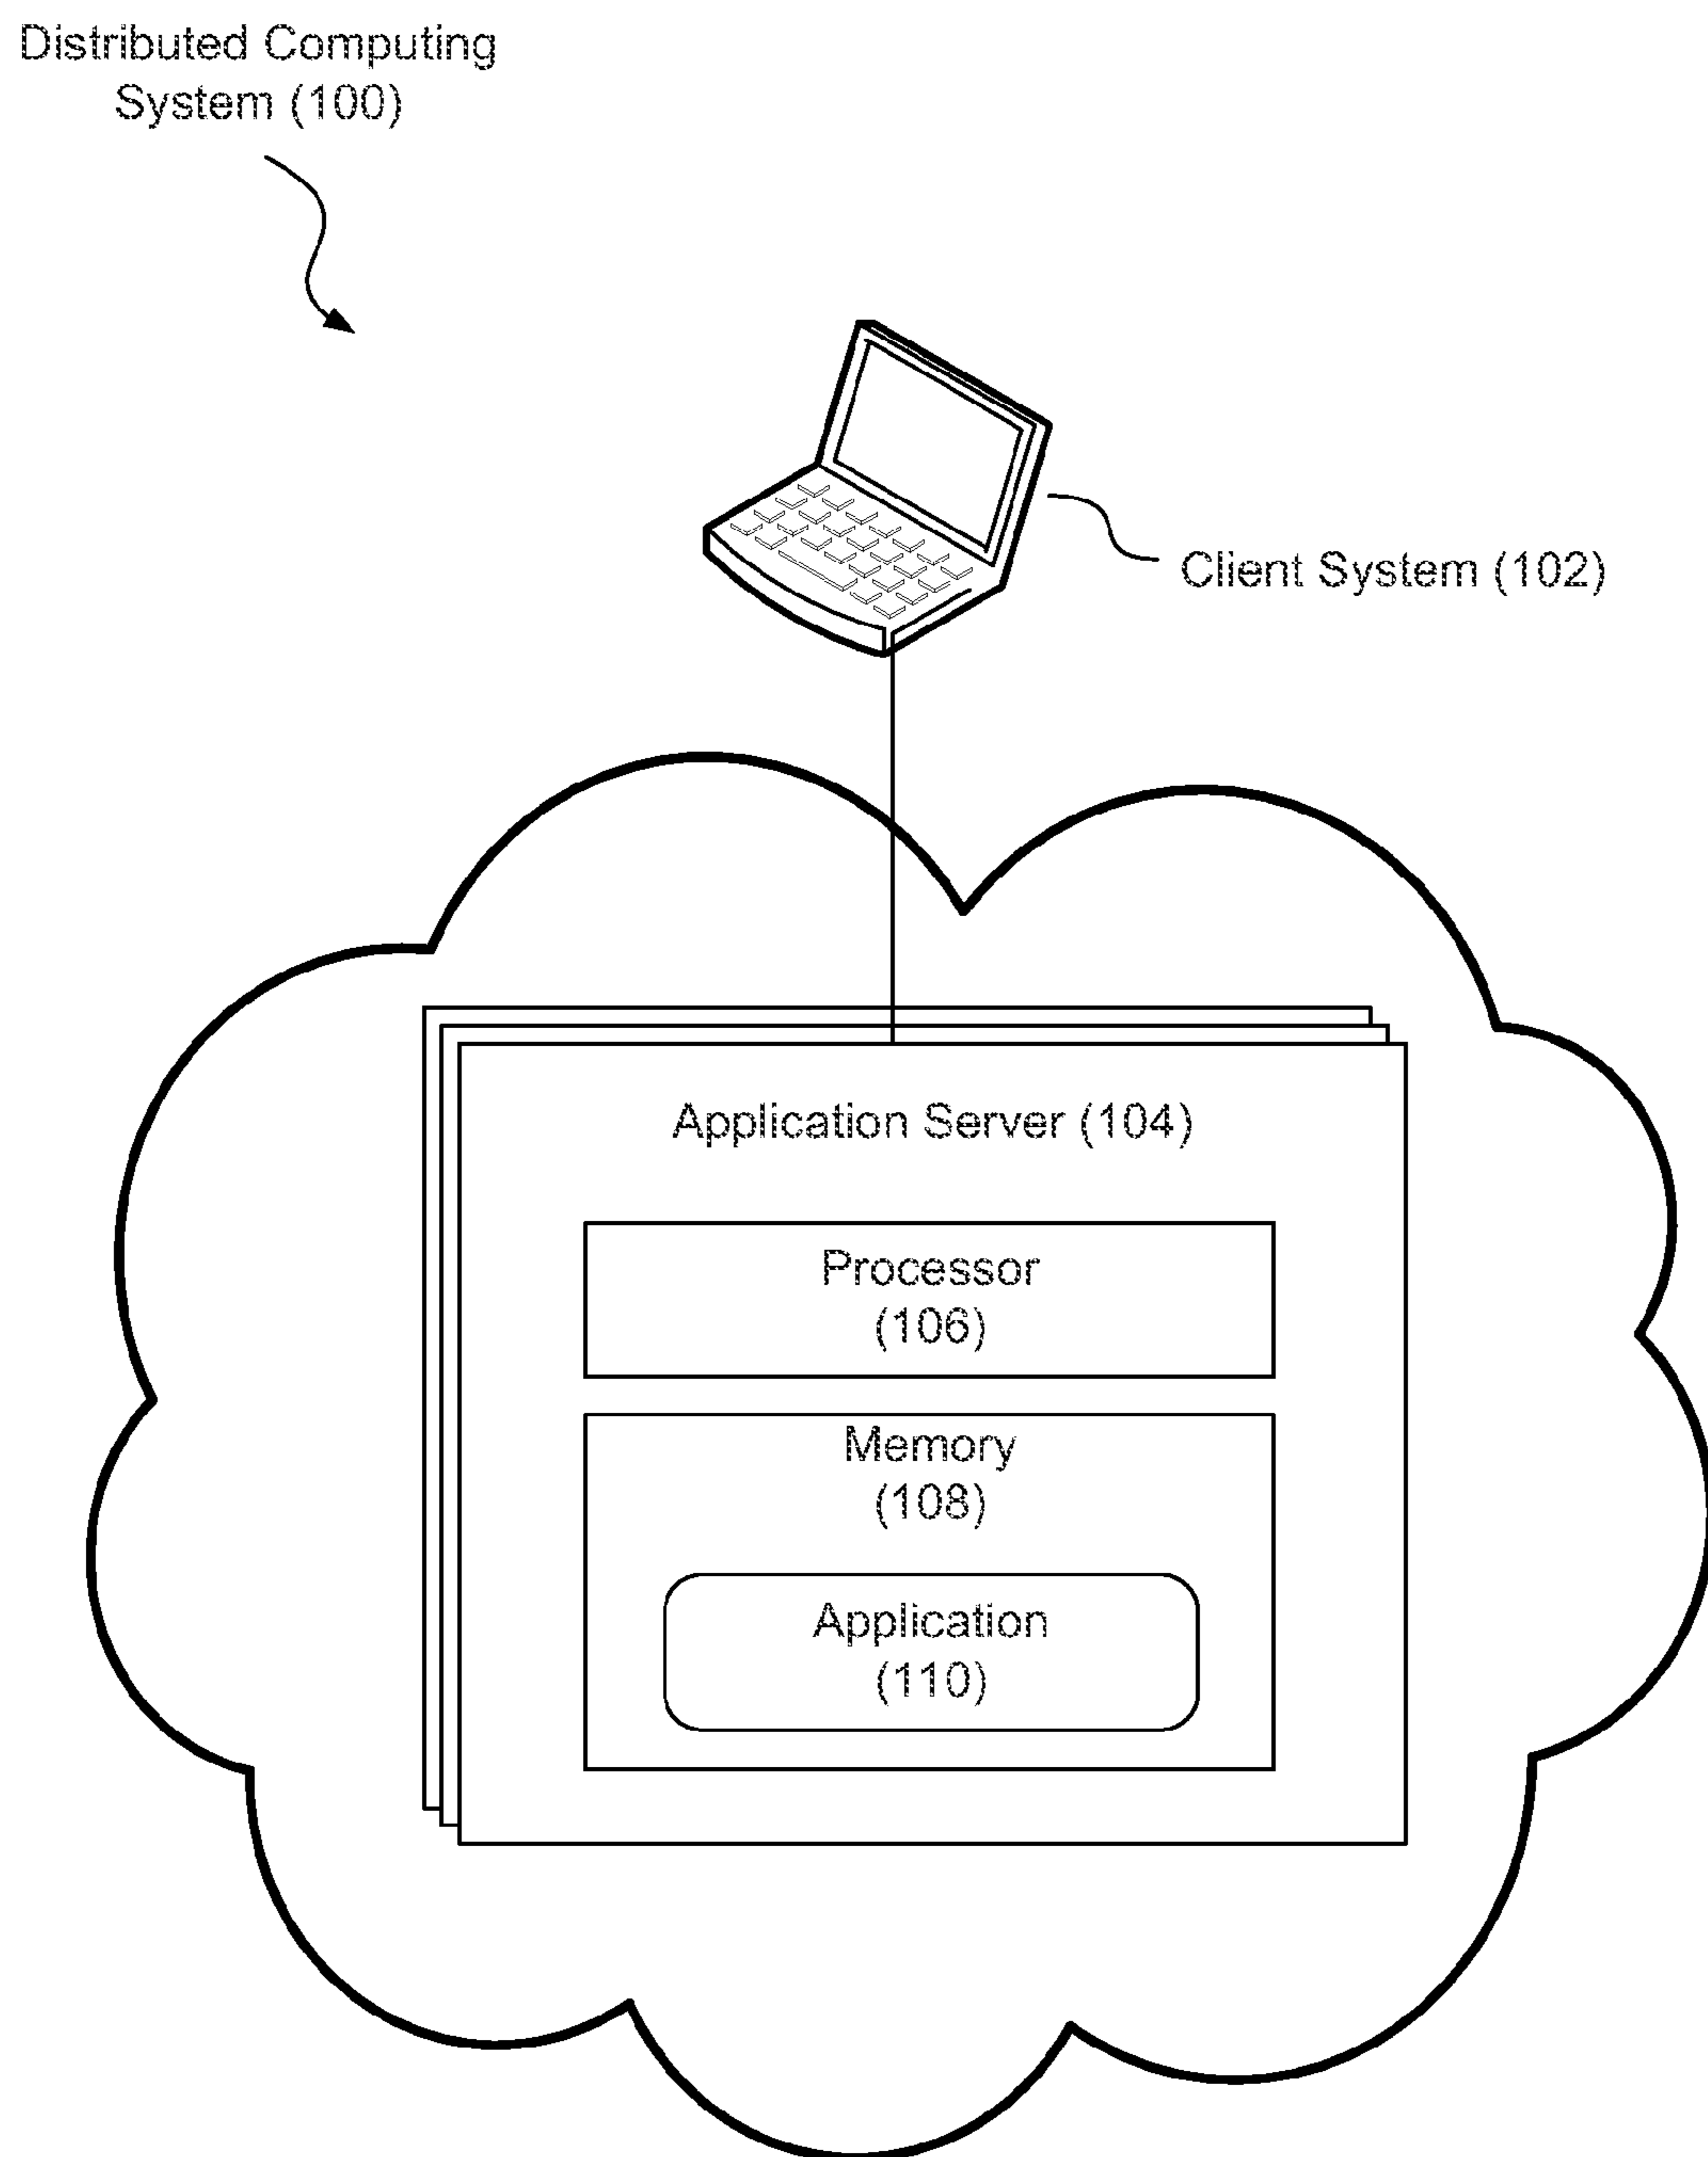 Distributed Computing
System (100)
Client System (102)
Application Server (104)
Processor
(106)
Memory
(108)
Application
(110)